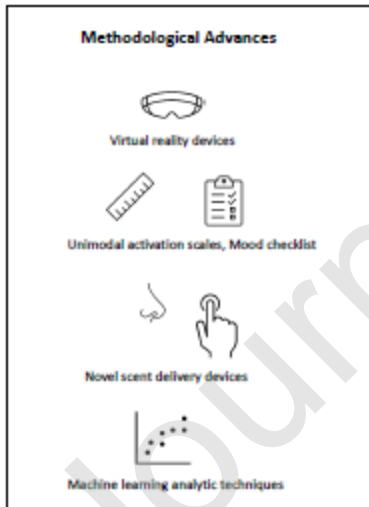 Methodological Advances
Virtual reality devices
Unimodal activation scales, Mood checklist
Novel scent delivery devices
Machine learning analytic techniques